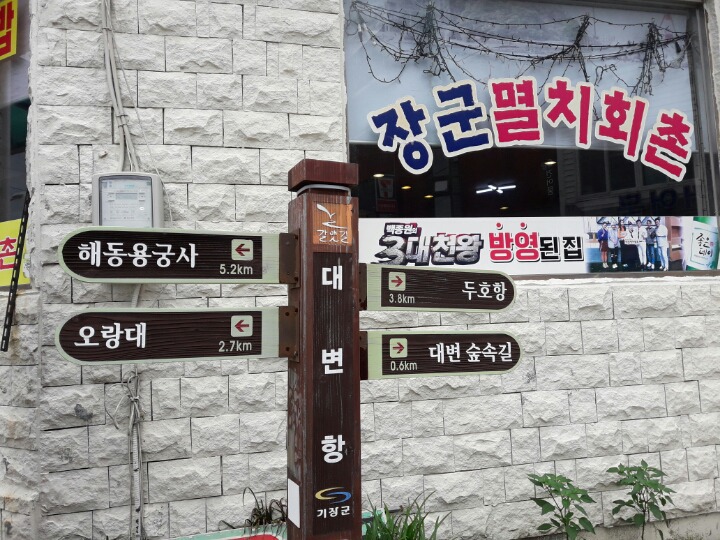 밥
촌
장군멸치회촌
백종원의
3대천왕 방영된집
갈맷길
대변항
기장군
해동용궁사
5.2km
오랑대
2.7km
두호항
3.8km
대변 숲속길
0.6km